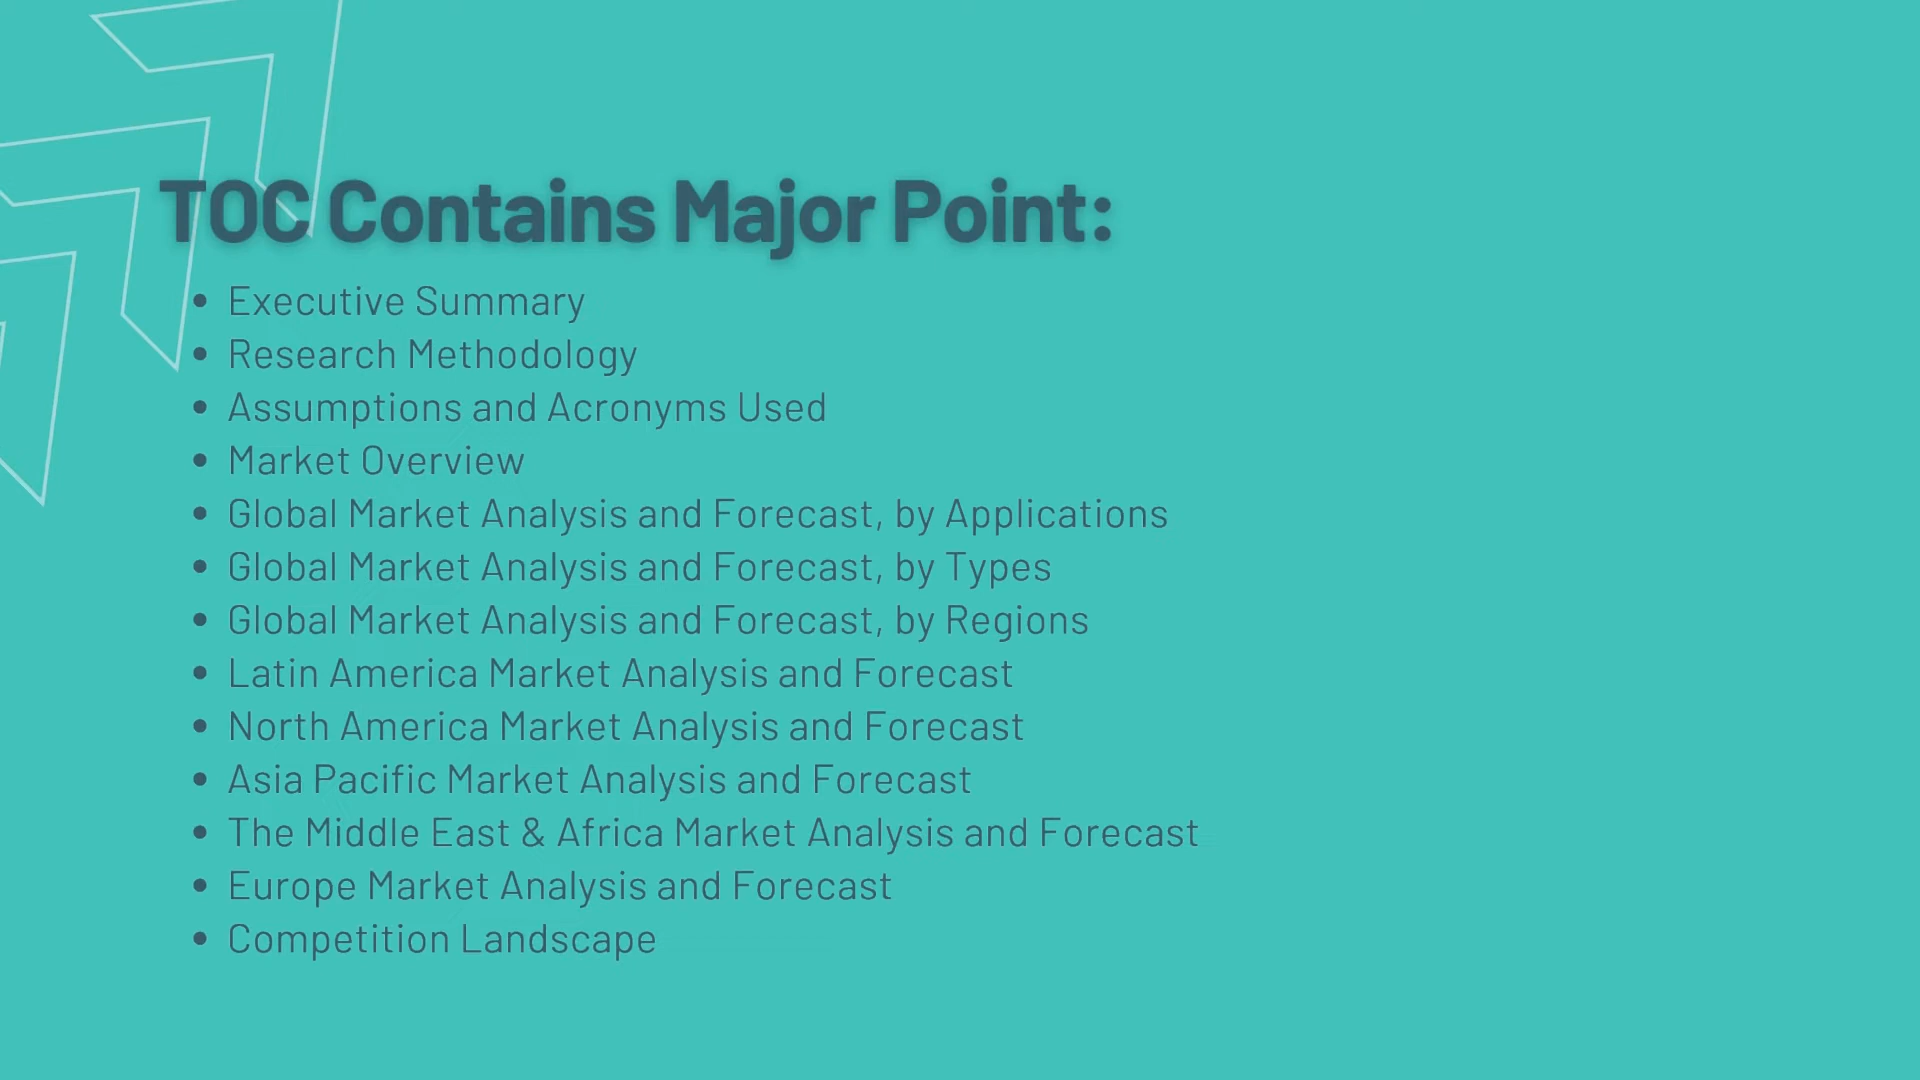 TOC Contains Major Point:
• Executive Summary
• Research Methodology
• Assumptions and Acronyms Used
• Market Overview
• Global Market Analysis and Forecast, by Applications
• Global Market Analysis and Forecast, by Types
• Global Market Analysis and Forecast, by Regions
• Latin America Market Analysis and Forecast
• North America Market Analysis and Forecast
• Asia Pacific Market Analysis and Forecast
• The Middle East & Africa Market Analysis and Forecast
• Europe Market Analysis and Forecast
• Competition Landscape